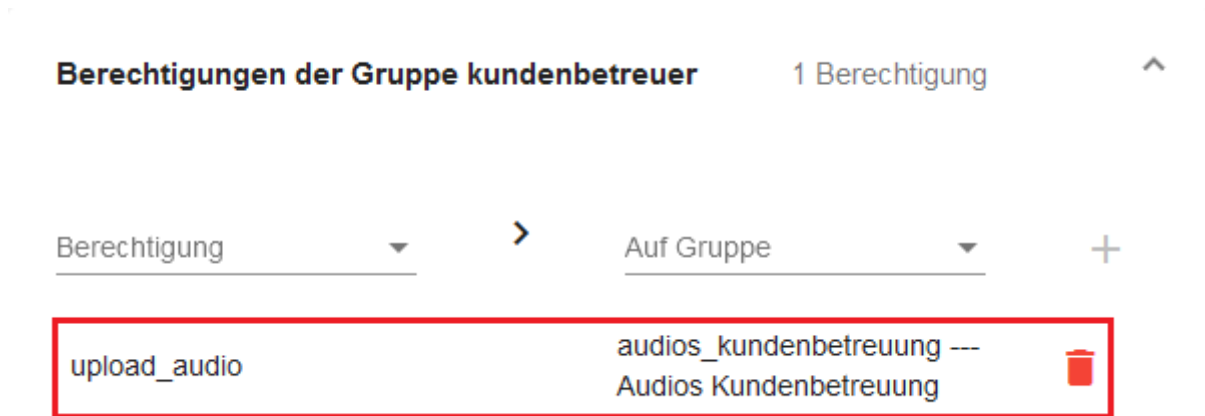 Berechtigungen der Gruppe kundenbetreuer 1 Berechtigung
Berechtigung Auf Gruppe
upload_audio audios_kundenbetreuung ---
Audios Kundenbetreuung